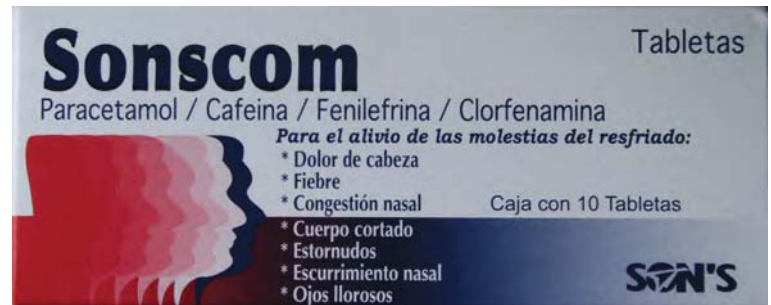 Sonscom
Tabletas
Paracetamol / Cafeina / Fenilefrina / Clorfenamina
Para el alivio de las molestias del resfriado:
* Dolor de cabeza
* Fiebre
* Congestión nasal
Caja con 10 Tabletas
* Cuerpo cortado
* Estornudos
* Escurrimiento nasal
* Ojos llorosos
SON'S